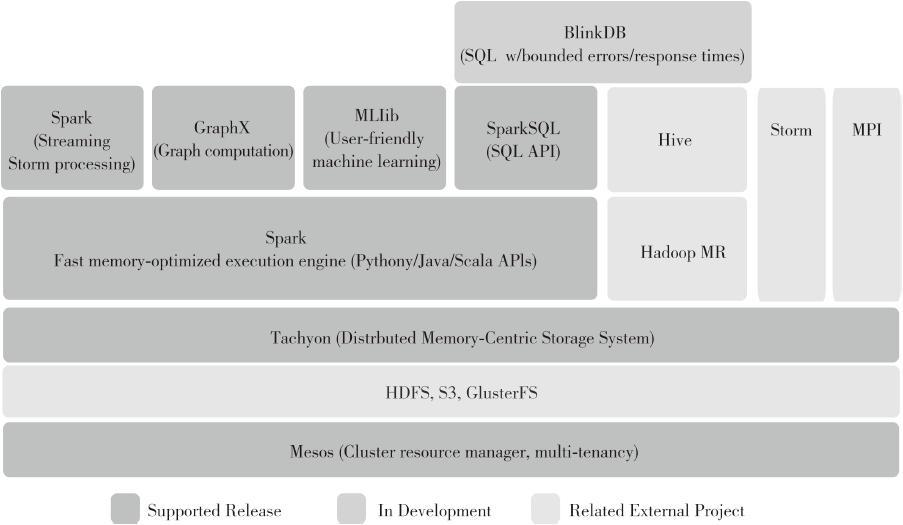 BlinkDB
(SQL w/bounded errors/response times)
Spark
(Streaming
Storm processing)
GraphX
(Graph computation)
MLlib
(User-friendly
machine learning)
SparkSQL
(SQL API)
Hive
Storm
MPI
Spark
Fast memory-optimized execution engine (Pythony/Java/Scala APls)
Hadoop MR
Tachyon (Distrbuted Memory-Centric Storage System)
HDFS, S3, GlusterFS
Mesos (Cluster resource manager, multi-tenancy)
Supported Release
In Development
Related External Project